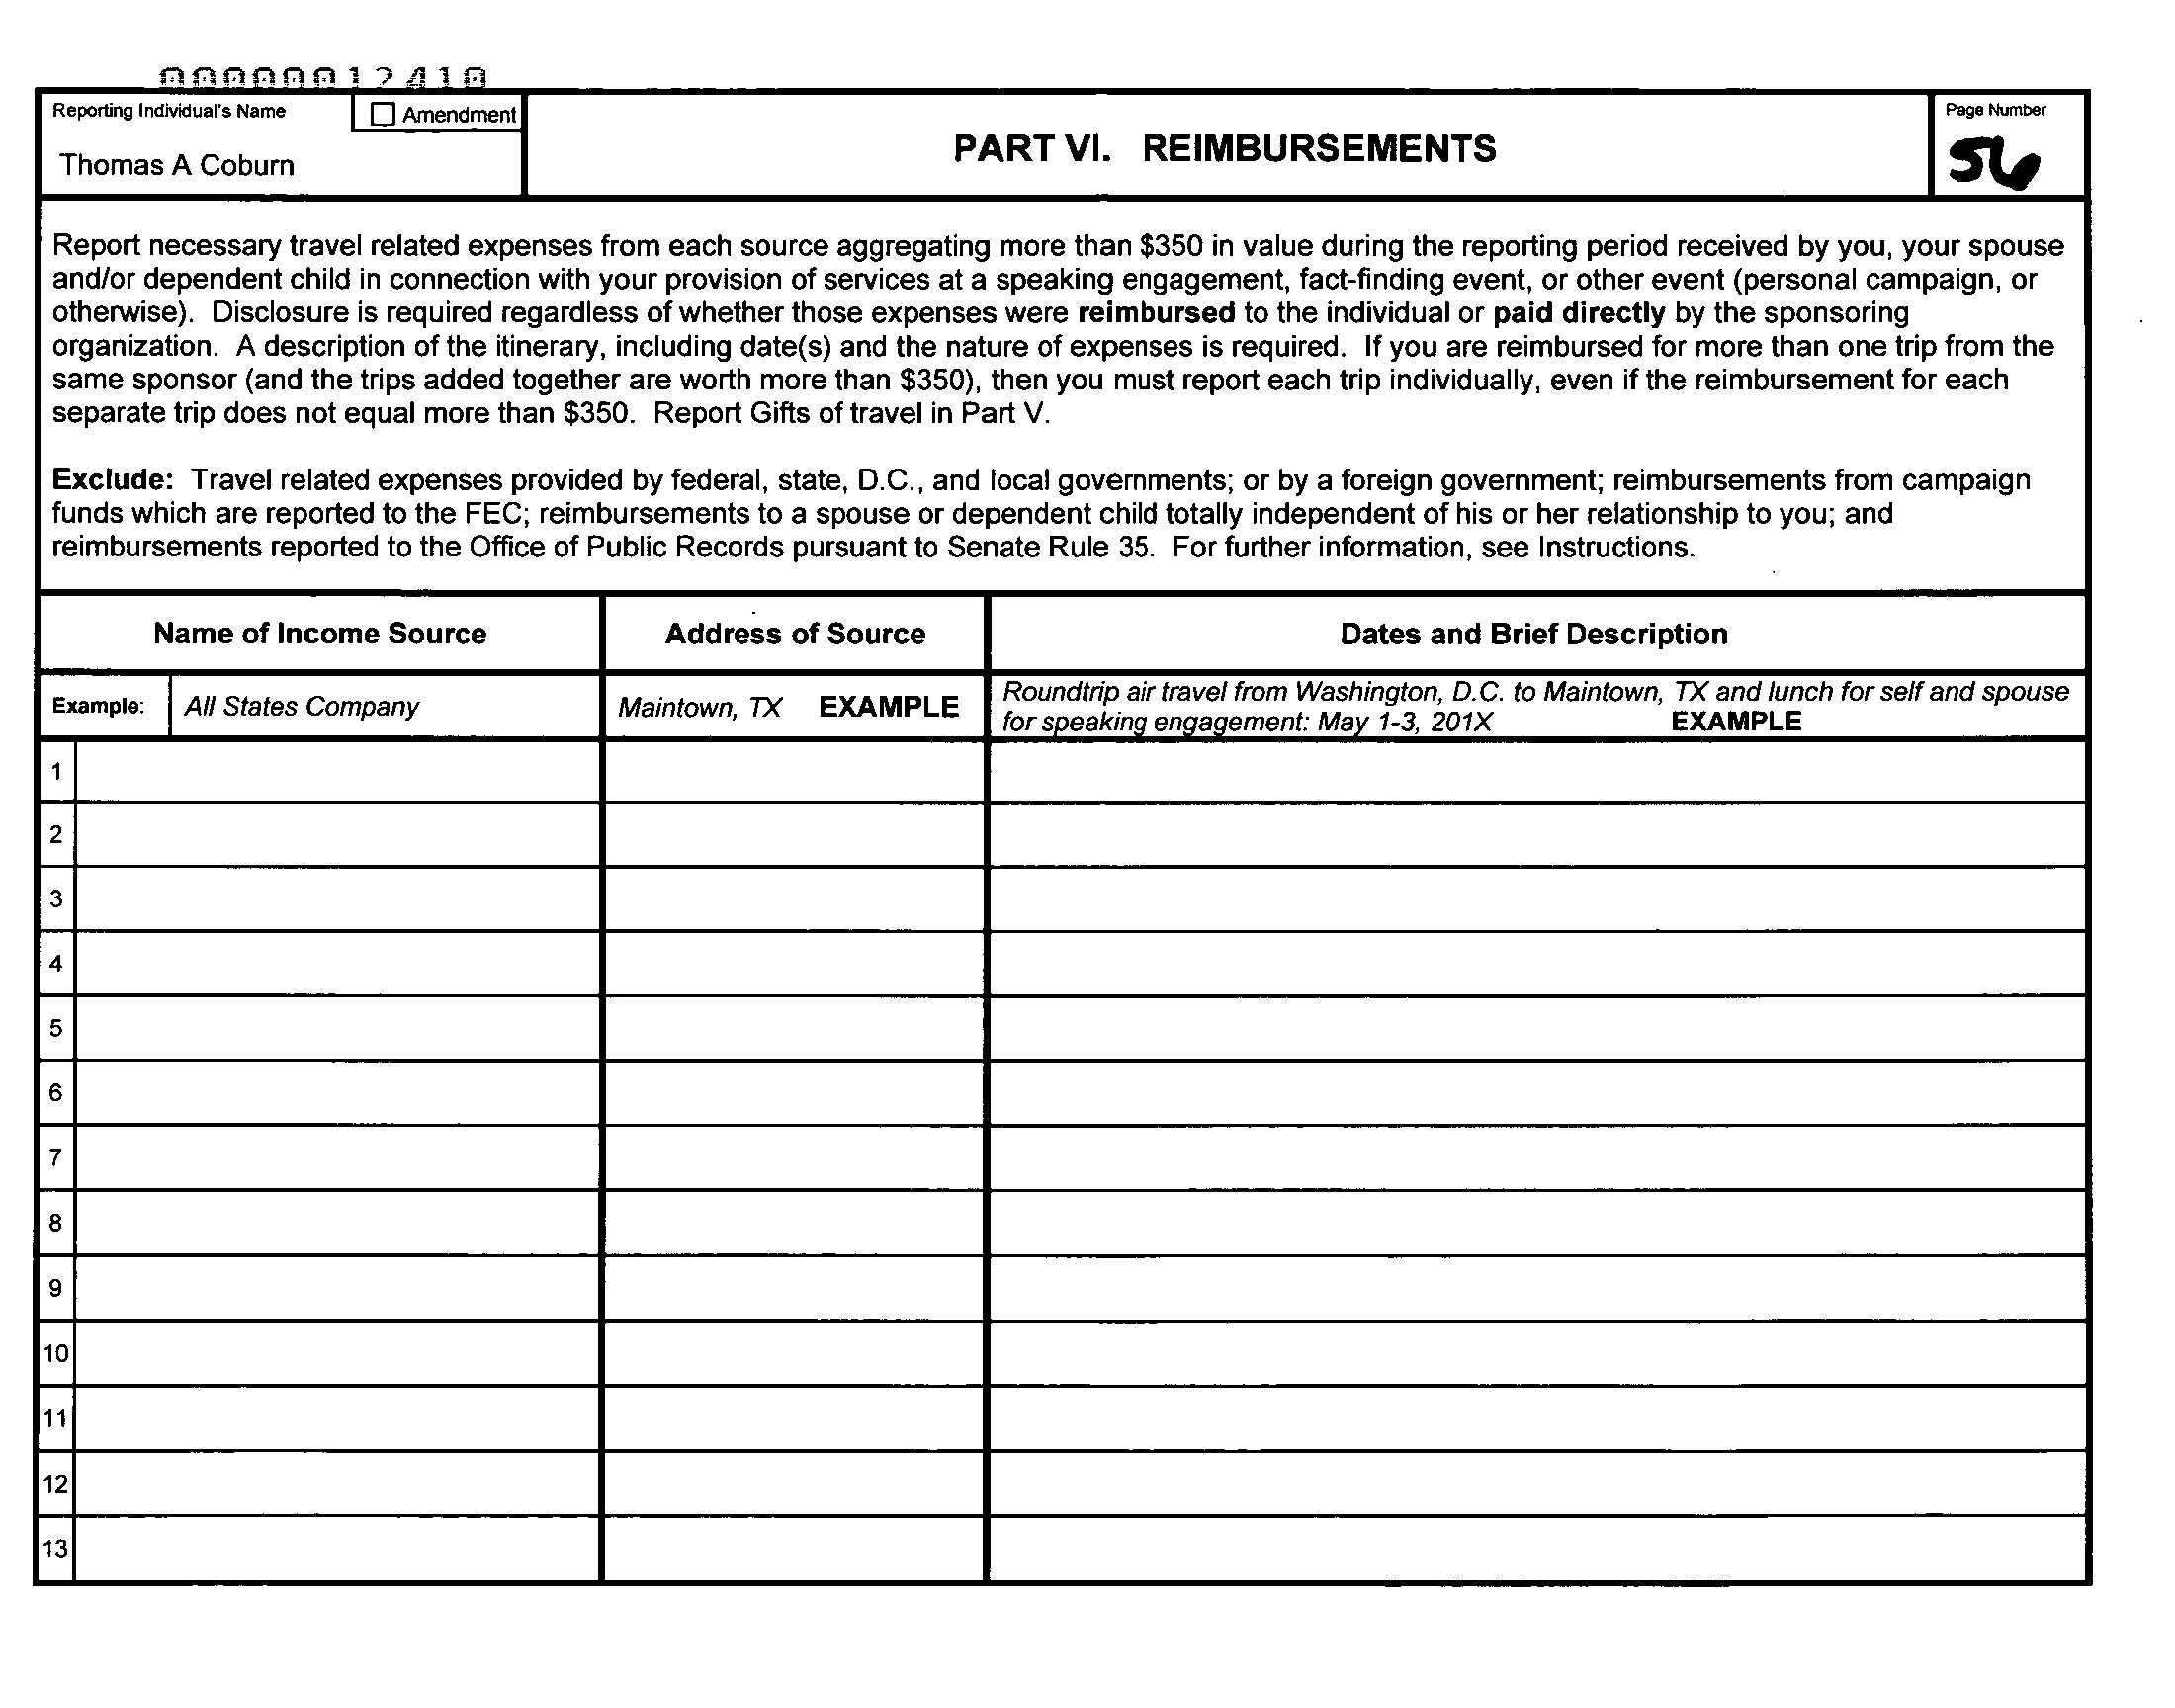 000000012410
Reporting Individual's Name
☐ Amendment
Thomas A Coburn
PART VI. REIMBURSEMENTS
Page Number
56
Report necessary travel related expenses from each source aggregating more than $350 in value during the reporting period received by you, your spouse
and/or dependent child in connection with your provision of services at a speaking engagement, fact-finding event, or other event (personal campaign, or
otherwise). Disclosure is required regardless of whether those expenses were reimbursed to the individual or paid directly by the sponsoring
organization. A description of the itinerary, including date(s) and the nature of expenses is required. If you are reimbursed for more than one trip from the
same sponsor (and the trips added together are worth more than $350), then you must report each trip individually, even if the reimbursement for each
separate trip does not equal more than $350. Report Gifts of travel in Part V.
Exclude: Travel related expenses provided by federal, state, D.C., and local governments; or by a foreign government; reimbursements from campaign
funds which are reported to the FEC; reimbursements to a spouse or dependent child totally independent of his or her relationship to you; and
reimbursements reported to the Office of Public Records pursuant to Senate Rule 35. For further information, see Instructions.
Name of Income Source
Address of Source
Dates and Brief Description
Example:
All States Company
Maintown, TX EXAMPLE
Roundtrip air travel from Washington, D.C. to Maintown, TX and lunch for self and spouse
for speaking engagement: May 1-3, 201X EXAMPLE
1
2
3
4
5
6
7
8
9
10
11
12
13